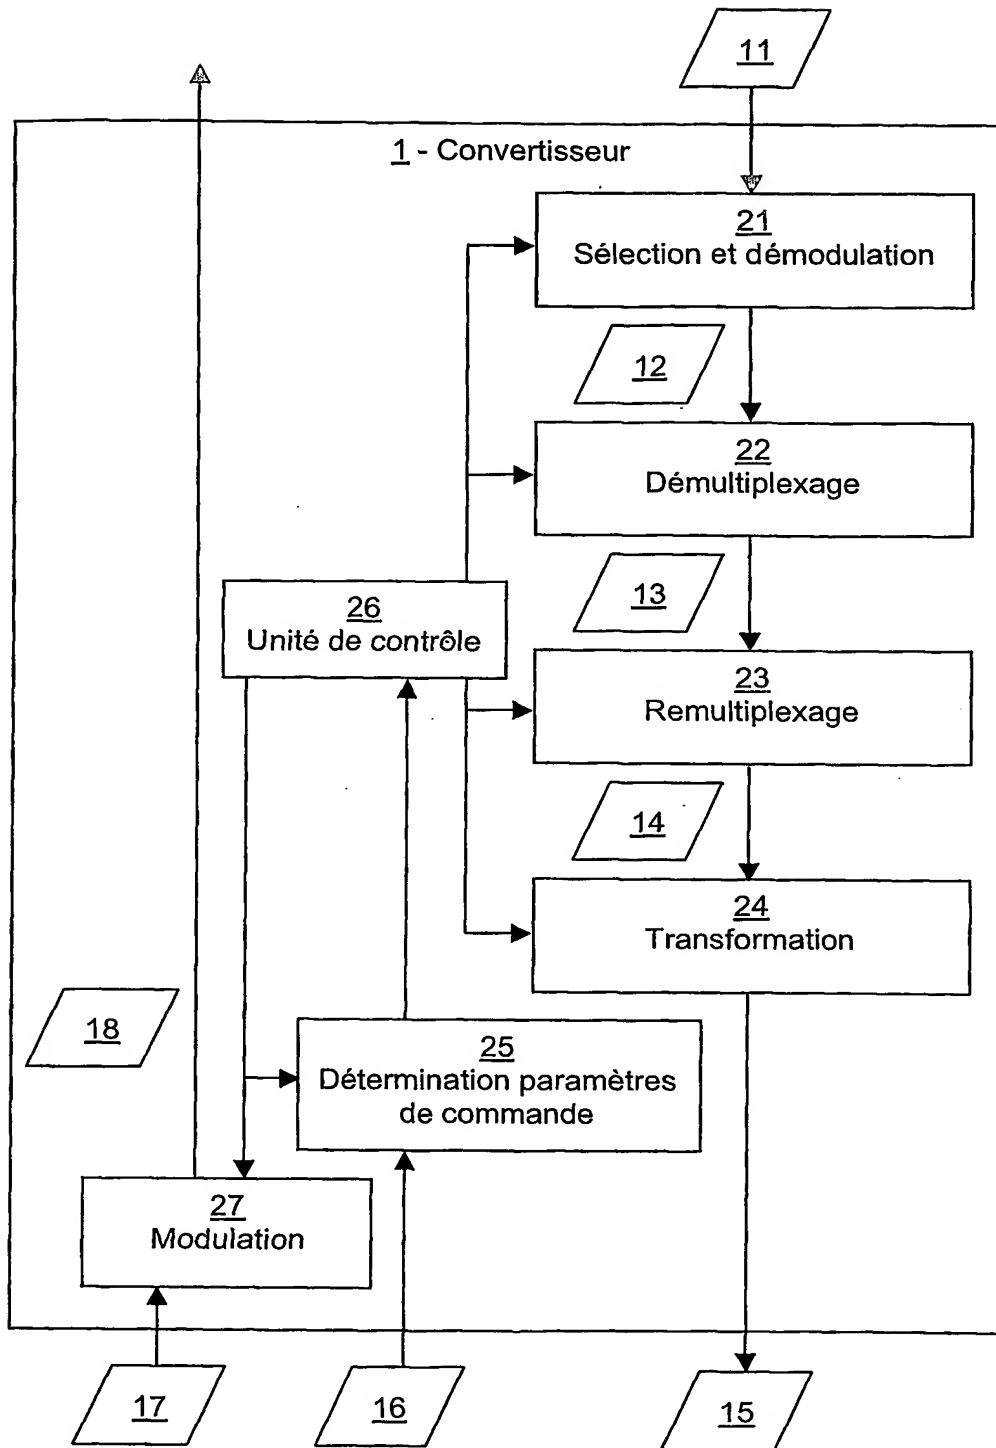 11
1 - Convertisseur
21
Sélection et démodulation
12
22
Démultiplexage
13
26
Unité de contrôle
23
Remultiplexage
14
24
Transformation
18
25
Détermination paramètres
de commande
27
Modulation
17
16
15